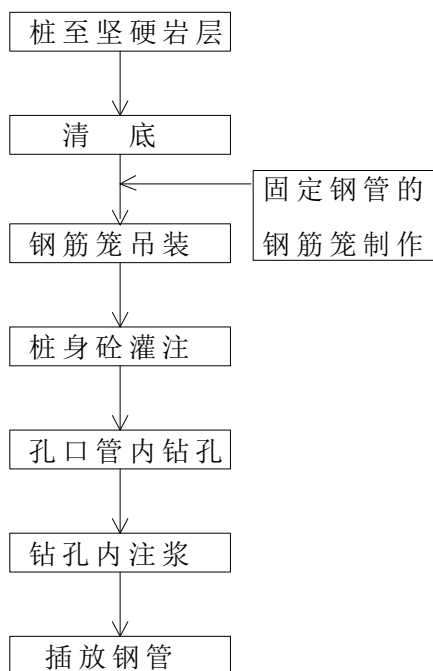 桩至坚硬岩层
清 底
固定钢管的
钢筋笼制作
钢筋笼吊装
桩身砼灌注
孔口管内钻孔
钻孔内注浆
插放钢管